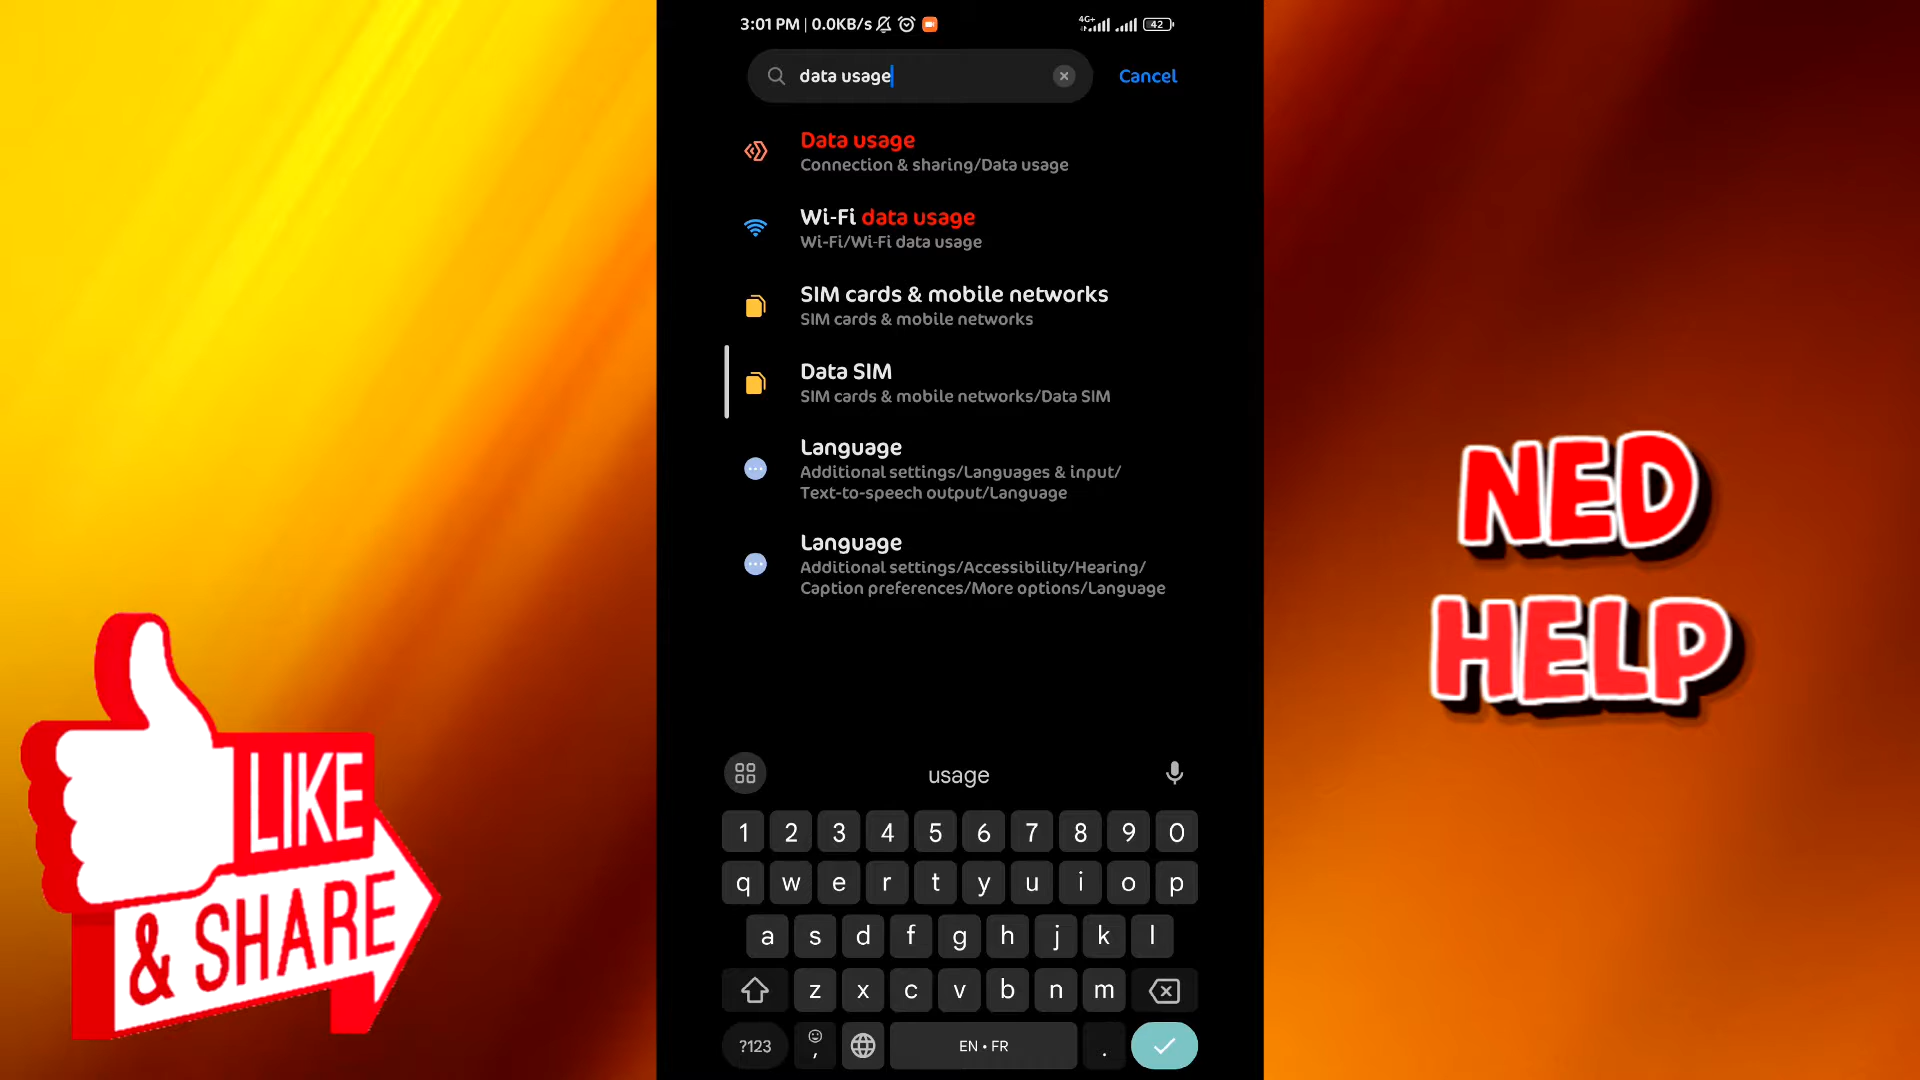 3:01 PM | 0.0KB/s
4G+
42
data usage
Cancel
Data usage
Connection & sharing/Data usage
Wi-Fi data usage
Wi-Fi/Wi-Fi data usage
SIM cards & mobile networks
SIM cards & mobile networks
Data SIM
SIM cards & mobile networks/Data SIM
Language
Additional settings/Languages & input/
Text-to-speech output/Language
Language
Additional settings/Accessibility/Hearing/
Caption preferences/More options/Language
usage
1 2 3 4 5 6 7 8 9 0
q w e r t y u i o p
a s d f g h j k l
z x c v b n m
?123 , EN • FR .
LIKE
& SHARE
NED
HELP